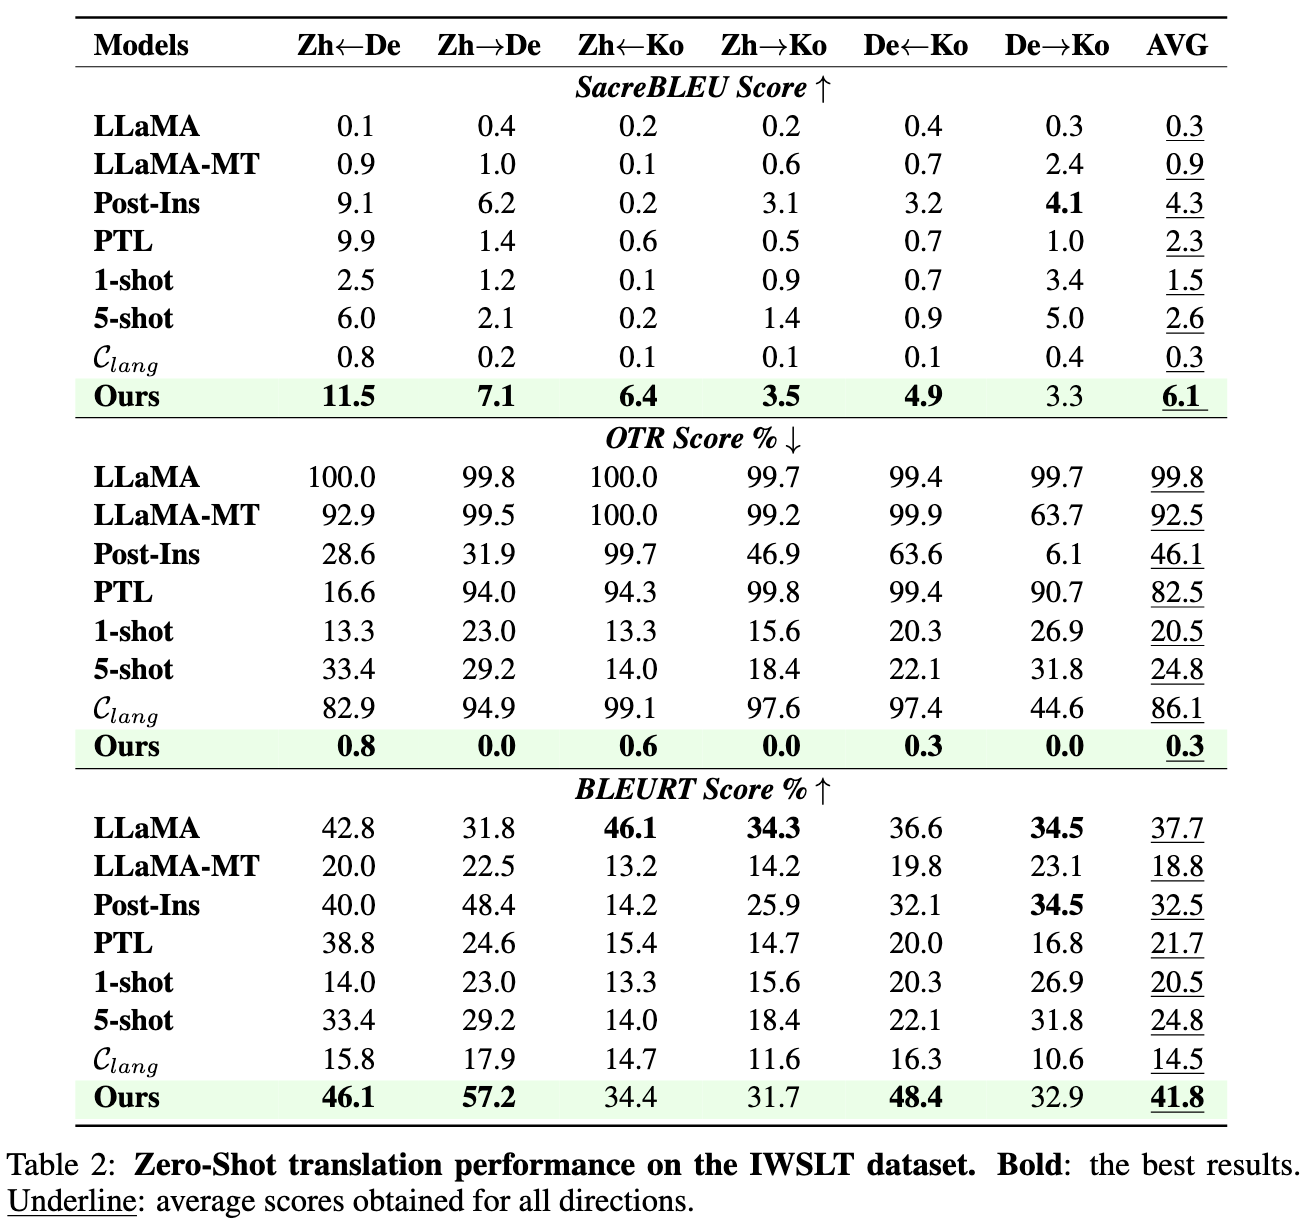 Models Zh←De Zh→De Zh←Ko Zh→Ko De←Ko De→Ko AVG
SacreBLEU Score ↑
LLaMA 0.1 0.4 0.2 0.2 0.4 0.3 0.3
LLaMA-MT 0.9 1.0 0.1 0.6 0.7 2.4 0.9
Post-Ins 9.1 6.2 0.2 3.1 3.2 4.1 4.3
PTL 9.9 1.4 0.6 0.5 0.7 1.0 2.3
1-shot 2.5 1.2 0.1 0.9 0.7 3.4 1.5
5-shot 6.0 2.1 0.2 1.4 0.9 5.0 2.6
𝒞lang 0.8 0.2 0.1 0.1 0.1 0.4 0.3
Ours 11.5 7.1 6.4 3.5 4.9 3.3 6.1
OTR Score % ↓
LLaMA 100.0 99.8 100.0 99.7 99.4 99.7 99.8
LLaMA-MT 92.9 99.5 100.0 99.2 99.9 63.7 92.5
Post-Ins 28.6 31.9 99.7 46.9 63.6 6.1 46.1
PTL 16.6 94.0 94.3 99.8 99.4 90.7 82.5
1-shot 13.3 23.0 13.3 15.6 20.3 26.9 20.5
5-shot 33.4 29.2 14.0 18.4 22.1 31.8 24.8
𝒞lang 82.9 94.9 99.1 97.6 97.4 44.6 86.1
Ours 0.8 0.0 0.6 0.0 0.3 0.0 0.3
BLEURT Score % ↑
LLaMA 42.8 31.8 46.1 34.3 36.6 34.5 37.7
LLaMA-MT 20.0 22.5 13.2 14.2 19.8 23.1 18.8
Post-Ins 40.0 48.4 14.2 25.9 32.1 34.5 32.5
PTL 38.8 24.6 15.4 14.7 20.0 16.8 21.7
1-shot 14.0 23.0 13.3 15.6 20.3 26.9 20.5
5-shot 33.4 29.2 14.0 18.4 22.1 31.8 24.8
𝒞lang 15.8 17.9 14.7 11.6 16.3 10.6 14.5
Ours 46.1 57.2 34.4 31.7 48.4 32.9 41.8
Table 2: Zero-Shot translation performance on the IWSLT dataset. Bold: the best results.
Underline: average scores obtained for all directions.